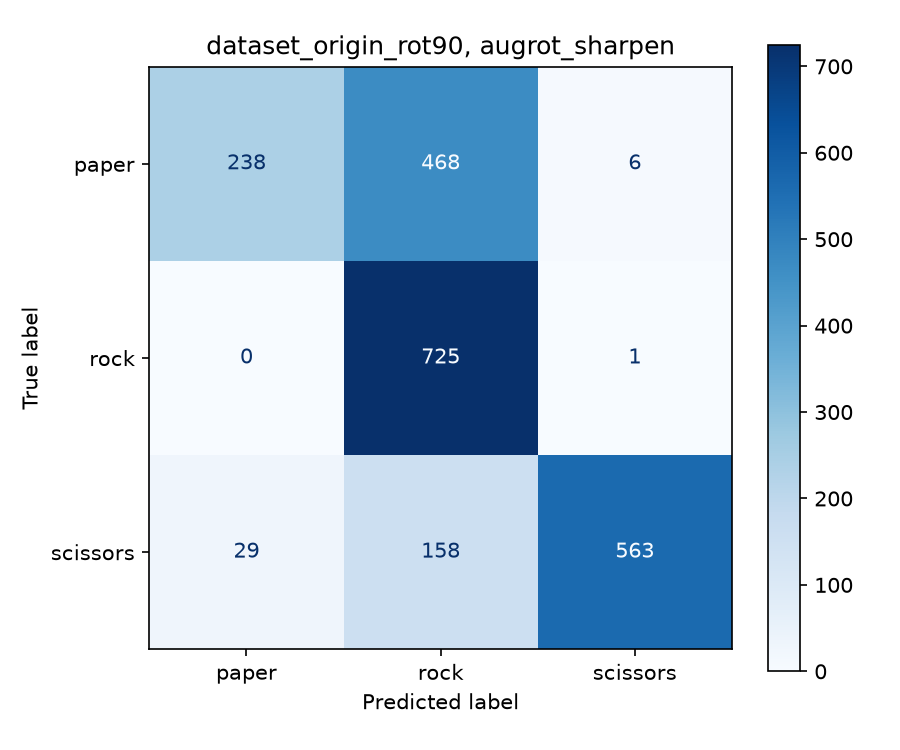 dataset_origin_rot90, augrot_sharpen
700
600
500
400
300
200
100
0
True label
paper
238 468 6
rock
0 725 1
scissors
29 158 563
paper rock scissors
Predicted label